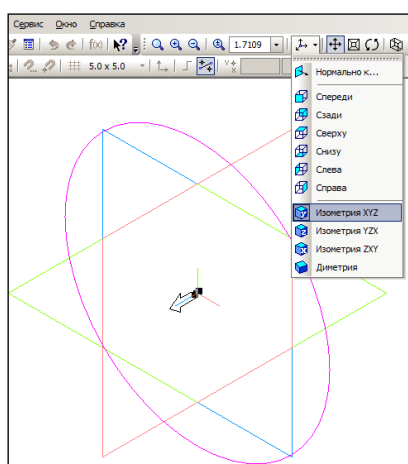 Сервис Окно Справка
f(x) 1.7109
5.0 x 5.0
Нормально к...
Спереди
Сзади
Сверху
Снизу
Слева
Справа
Изометрия XYZ
Изометрия YZX
Изометрия ZXY
Диметрия